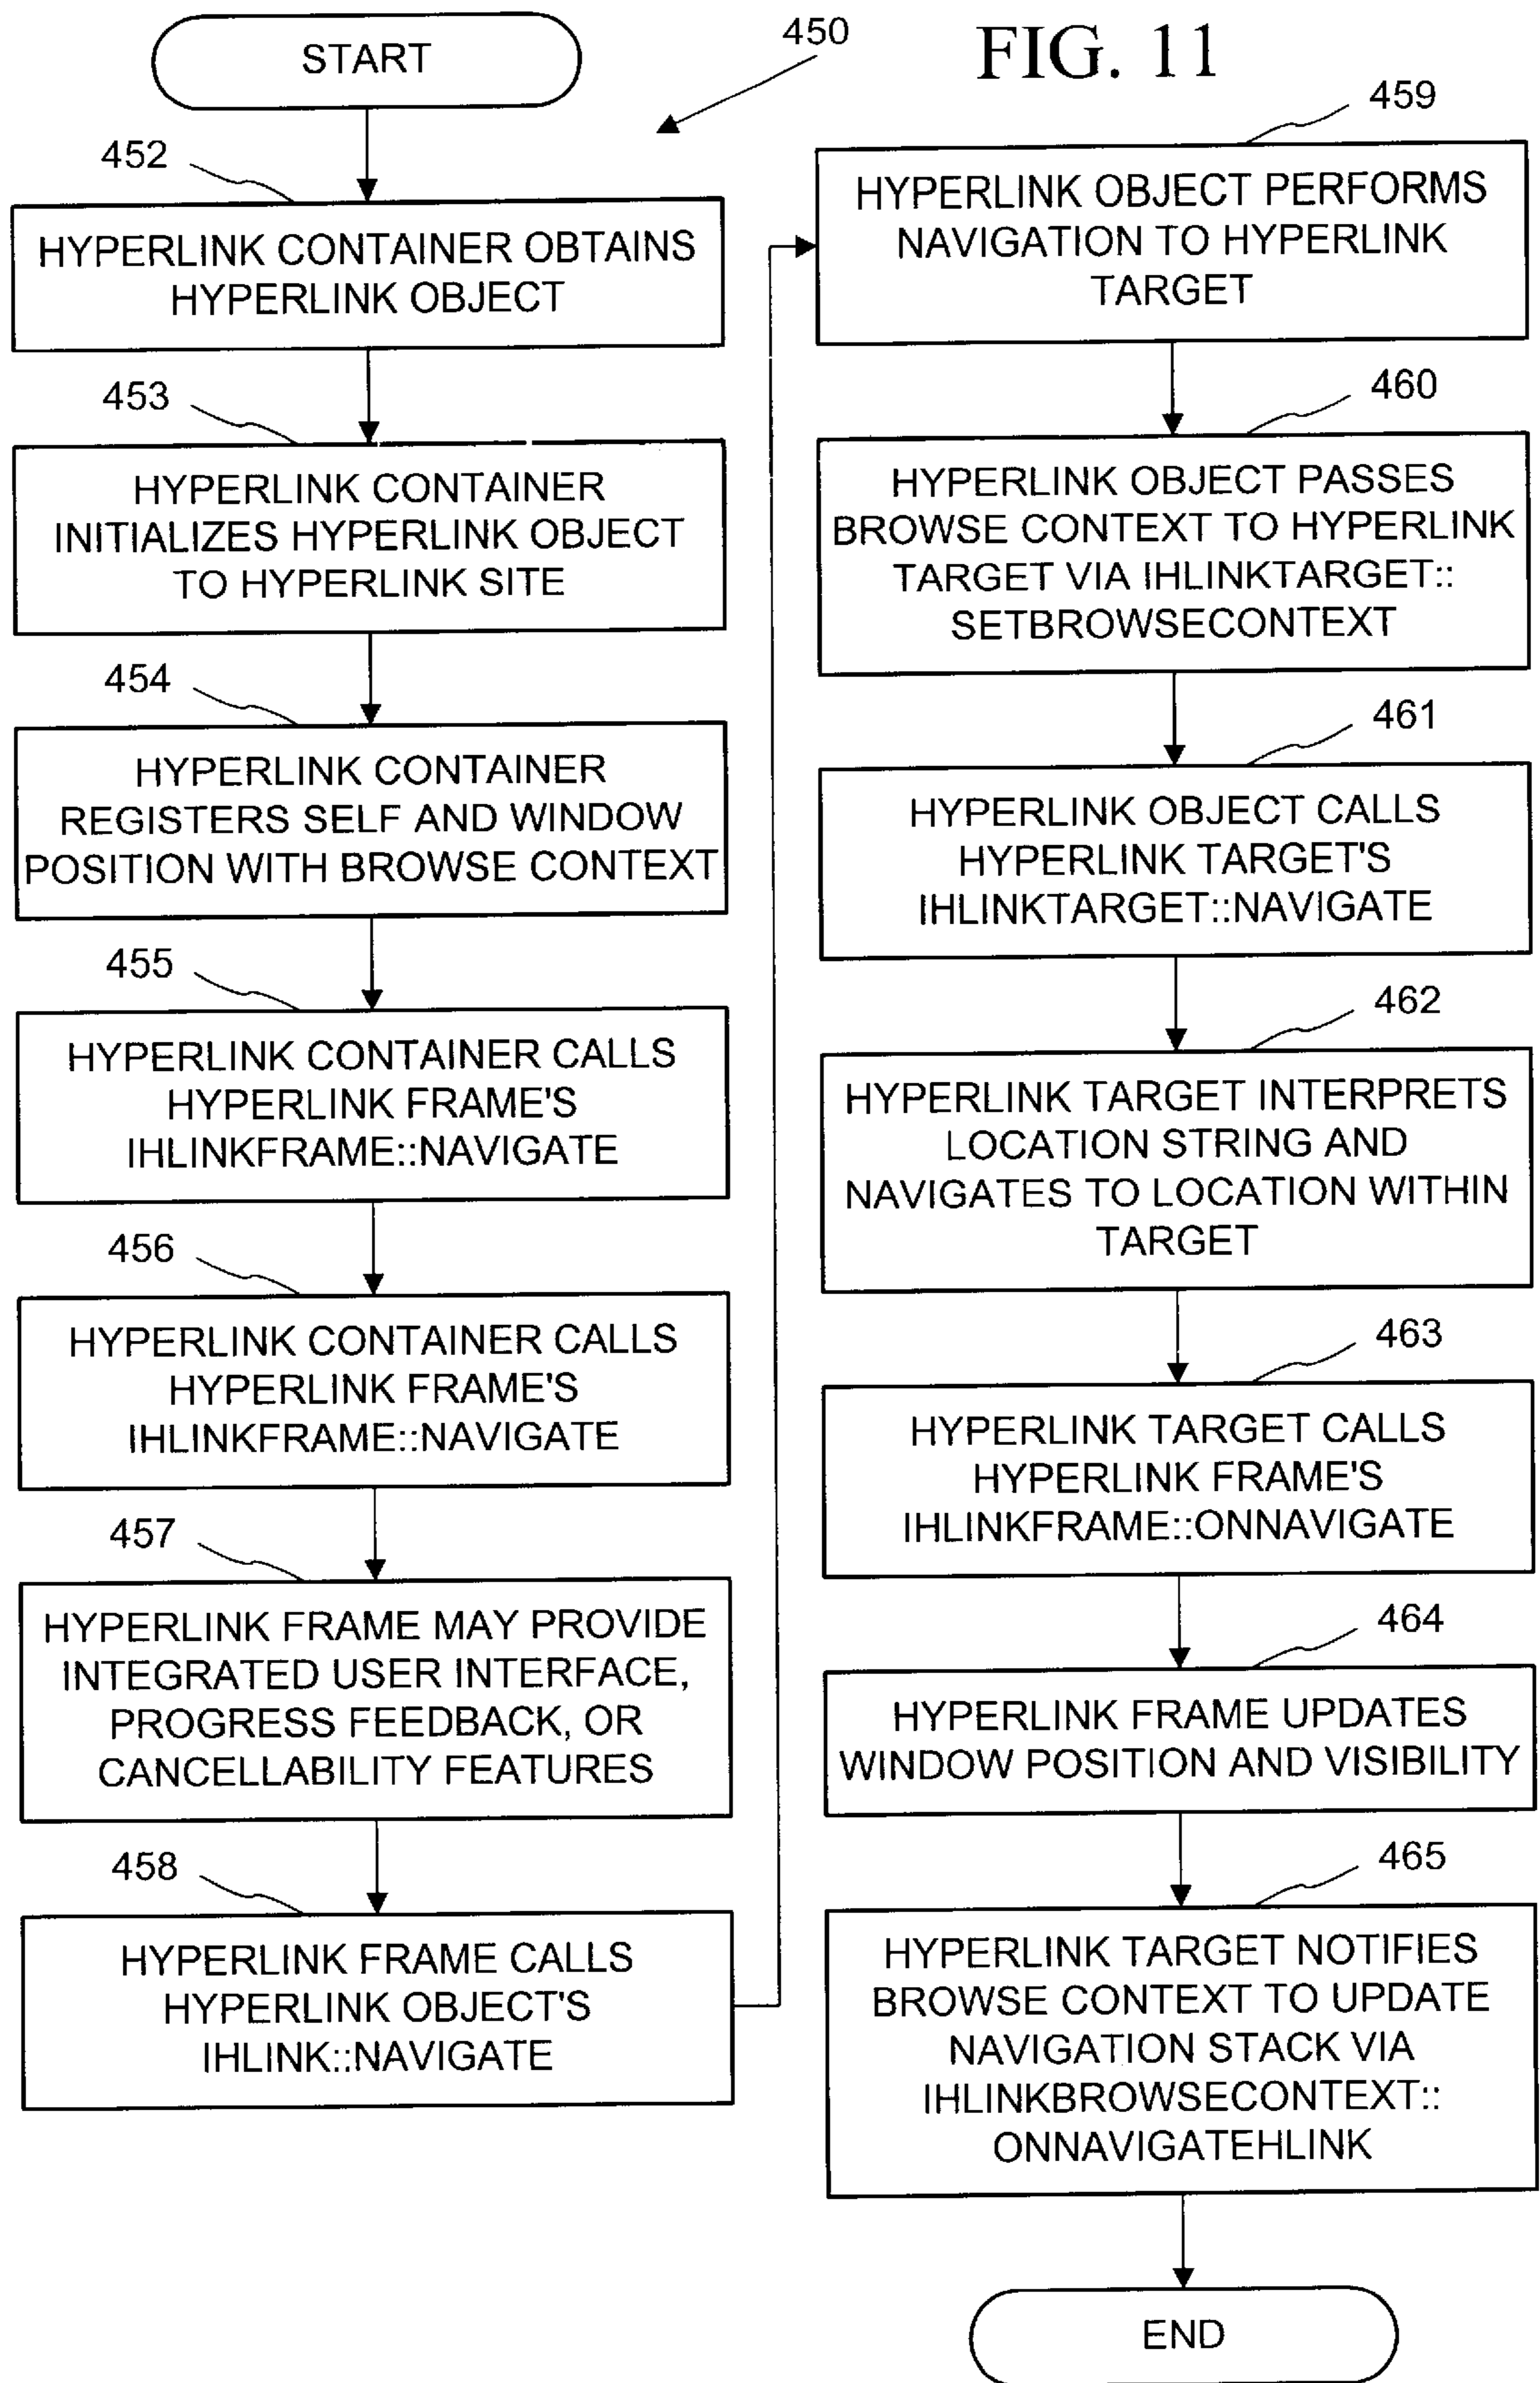 450
FIG. 11
START
452
HYPERLINK CONTAINER OBTAINS
HYPERLINK OBJECT
453
HYPERLINK CONTAINER
INITIALIZES HYPERLINK OBJECT
TO HYPERLINK SITE
454
HYPERLINK CONTAINER
REGISTERS SELF AND WINDOW
POSITION WITH BROWSE CONTEXT
455
HYPERLINK CONTAINER CALLS
HYPERLINK FRAME'S
IHLINKFRAME::NAVIGATE
456
HYPERLINK CONTAINER CALLS
HYPERLINK FRAME'S
IHLINKFRAME::NAVIGATE
457
HYPERLINK FRAME MAY PROVIDE
INTEGRATED USER INTERFACE,
PROGRESS FEEDBACK, OR
CANCELLABILITY FEATURES
458
HYPERLINK FRAME CALLS
HYPERLINK OBJECT'S
IHLINK::NAVIGATE
459
HYPERLINK OBJECT PERFORMS
NAVIGATION TO HYPERLINK
TARGET
460
HYPERLINK OBJECT PASSES
BROWSE CONTEXT TO HYPERLINK
TARGET VIA IHLINKTARGET::
SETBROWSECONTEXT
461
HYPERLINK OBJECT CALLS
HYPERLINK TARGET'S
IHLINKTARGET::NAVIGATE
462
HYPERLINK TARGET INTERPRETS
LOCATION STRING AND
NAVIGATES TO LOCATION WITHIN
TARGET
463
HYPERLINK TARGET CALLS
HYPERLINK FRAME'S
IHLINKFRAME::ONNAVIGATE
464
HYPERLINK FRAME UPDATES
WINDOW POSITION AND VISIBILITY
465
HYPERLINK TARGET NOTIFIES
BROWSE CONTEXT TO UPDATE
NAVIGATION STACK VIA
IHLINKBROWSECONTEXT::
ONNAVIGATEHLINK
END